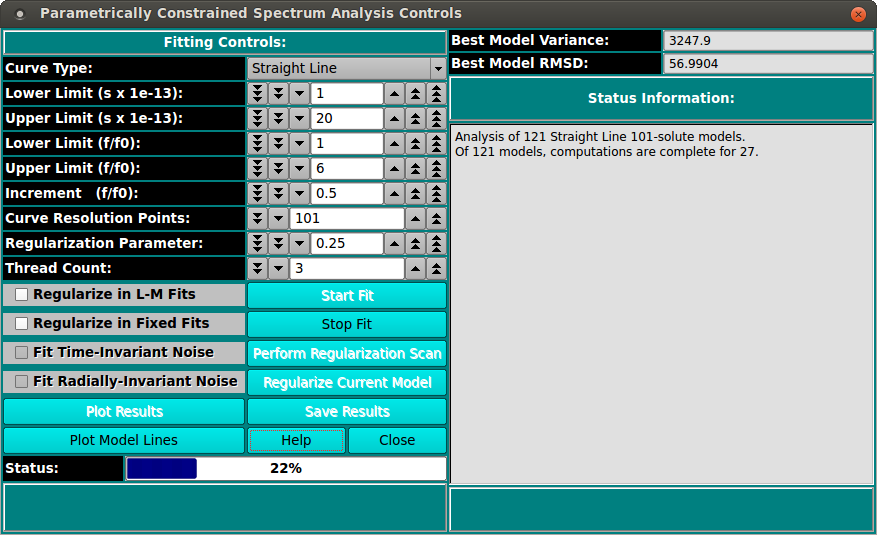 Parametrically Constrained Spectrum Analysis Controls
Fitting Controls:
Curve Type: Straight Line
Lower Limit (s x 1e-13): 1
Upper Limit (s x 1e-13): 20
Lower Limit (f/f0): 1
Upper Limit (f/f0): 6
Increment (f/f0): 0.5
Curve Resolution Points: 101
Regularization Parameter: 0.25
Thread Count: 3
Regularize in L-M Fits Start Fit
Regularize in Fixed Fits Stop Fit
Fit Time-Invariant Noise Perform Regularization Scan
Fit Radially-Invariant Noise Regularize Current Model
Plot Results Save Results
Plot Model Lines Help Close
Status: 22%
Best Model Variance: 3247.9
Best Model RMSD: 56.9904
Status Information:
Analysis of 121 Straight Line 101-solute models.
Of 121 models, computations are complete for 27.